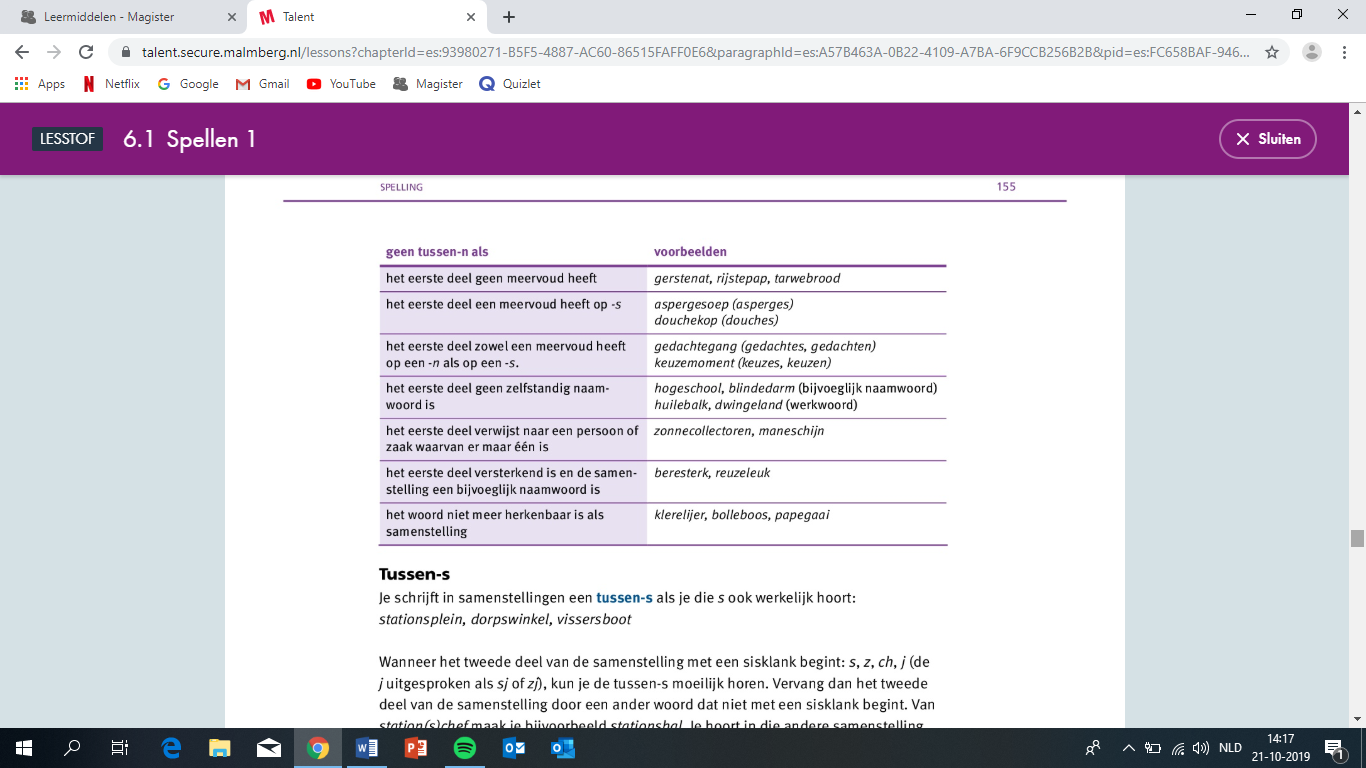 Leermiddelen - Magister
Talent
talent.secure.malmberg.nl/lessons?chapterId=es:93980271-B5F5-4887-AC60-86515FAFF0E6&paragraphId=es:A57B463A-0B22-4109-A7BA-6F9CCB256B2B&pid=es:FC658BAF-946...
Apps Netflix Google Gmail YouTube Magister Quizlet
LESSTOF 6.1 Spellen 1 Sluiten
SPELLING 155
geen tussen-n als voorbeelden
het eerste deel geen meervoud heeft gerstenat, rijstepap, tarwebrood
het eerste deel een meervoud heeft op -s aspergesoep (asperges)
douchekop (douches)
het eerste deel zowel een meervoud heeft gedachtegang (gedachtes, gedachten)
op een -n als op een -s. keuzemoment (keuzes, keuzen)
het eerste deel geen zelfstandig naam- hogeschool, blindedarm (bijvoeglijk naamwoord)
woord is huilebalk, dwingeland (werkwoord)
het eerste deel verwijst naar een persoon of zonnecollectoren, maneschijn
zaak waarvan er maar één is
het eerste deel versterkend is en de samen- beresterk, reuzeleuk
stelling een bijvoeglijk naamwoord is
het woord niet meer herkenbaar is als klerelijer, bolleboos, papegaai
samenstelling
Tussen-s
Je schrijft in samenstellingen een tussen-s als je die s ook werkelijk hoort:
stationsplein, dorpswinkel, vissersboot
Wanneer het tweede deel van de samenstelling met een sisklank begint: s, z, ch, j (de
j uitgesproken als sj of zj), kun je de tussen-s moeilijk horen. Vervang dan het tweede
deel van de samenstelling door een ander woord dat niet met een sisklank begint. Van
station(s)chef maak je bijvoorbeeld stationshal. Je hoort in die andere samenstelling
NLD
14:17
21-10-2019
1